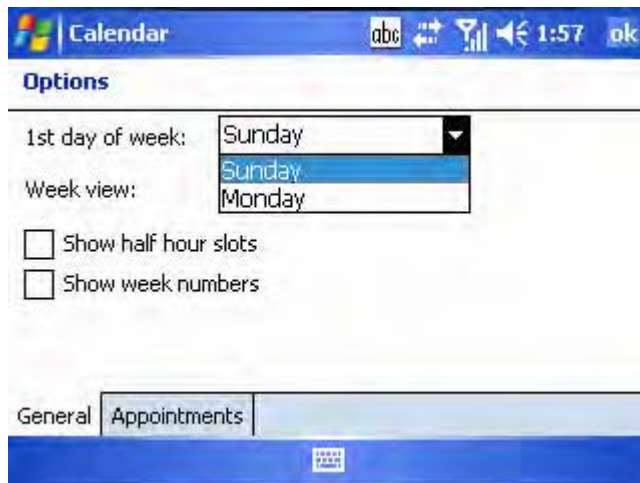 Calendar abc 1:57 ok
Options
1st day of week: Sunday
Sunday
Week view:
Monday
Show half hour slots
Show week numbers
General Appointments